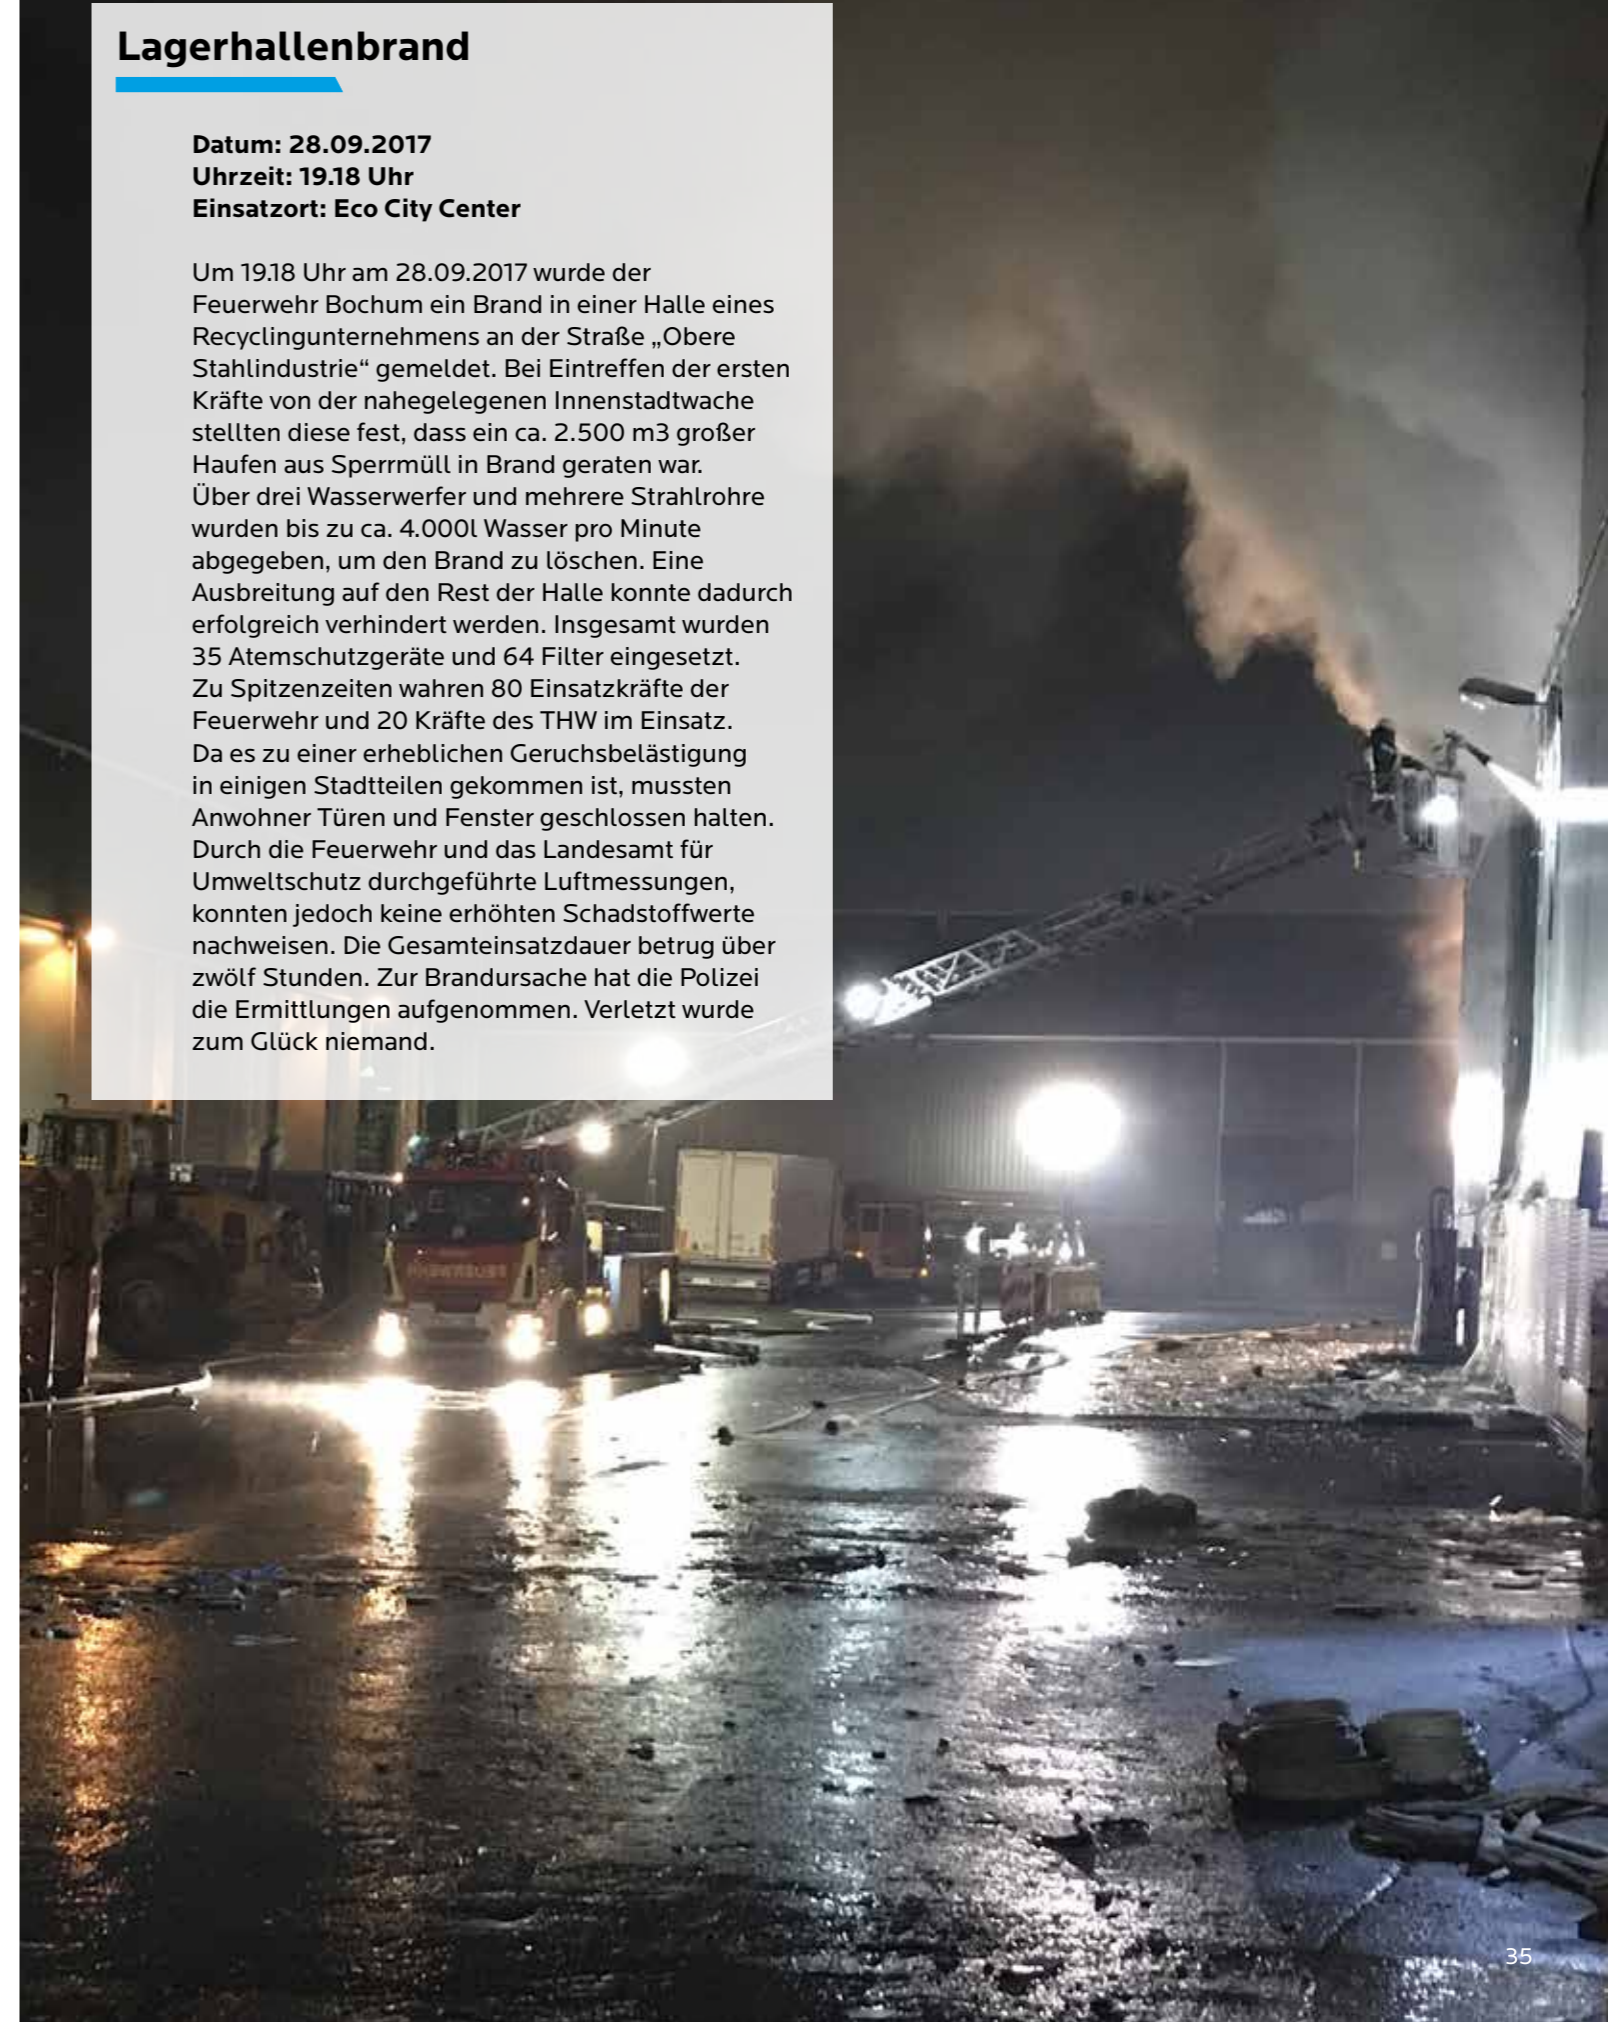 Lagerhallenbrand
Datum: 28.09.2017
Uhrzeit: 19.18 Uhr
Einsatzort: Eco City Center
Um 19.18 Uhr am 28.09.2017 wurde der
Feuerwehr Bochum ein Brand in einer Halle eines
Recyclingunternehmens an der Straße „Obere
Stahlindustrie“ gemeldet. Bei Eintreffen der ersten
Kräfte von der nahegelegenen Innenstadtwache
stellten diese fest, dass ein ca. 2.500 m3 großer
Haufen aus Sperrmüll in Brand geraten war.
Über drei Wasserwerfer und mehrere Strahlrohre
wurden bis zu ca. 4.000l Wasser pro Minute
abgegeben, um den Brand zu löschen. Eine
Ausbreitung auf den Rest der Halle konnte dadurch
erfolgreich verhindert werden. Insgesamt wurden
35 Atemschutzgeräte und 64 Filter eingesetzt.
Zu Spitzenzeiten wahren 80 Einsatzkräfte der
Feuerwehr und 20 Kräfte des THW im Einsatz.
Da es zu einer erheblichen Geruchsbelästigung
in einigen Stadtteilen gekommen ist, mussten
Anwohner Türen und Fenster geschlossen halten.
Durch die Feuerwehr und das Landesamt für
Umweltschutz durchgeführte Luftmessungen,
konnten jedoch keine erhöhten Schadstoffwerte
nachweisen. Die Gesamteinsatzdauer betrug über
zwölf Stunden. Zur Brandursache hat die Polizei
die Ermittlungen aufgenommen. Verletzt wurde
zum Glück niemand.
35